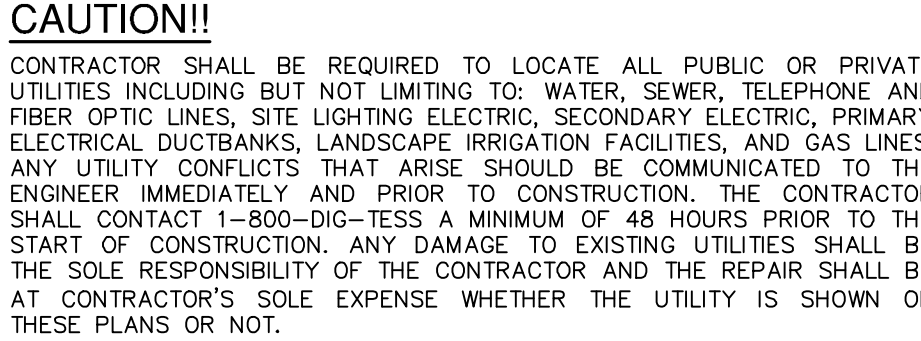 CAUTION!!
CONTRACTOR SHALL BE REQUIRED TO LOCATE ALL PUBLIC OR PRIVAT
UTILITIES INCLUDING BUT NOT LIMITING TO: WATER, SEWER, TELEPHONE AN
FIBER OPTIC LINES, SITE LIGHTING ELECTRIC, SECONDARY ELECTRIC, PRIMARY
ELECTRICAL DUCTBANKS, LANDSCAPE IRRIGATION FACILITIES, AND GAS LINES
ANY UTILITY CONFLICTS THAT ARISE SHOULD BE COMMUNICATED TO TH
ENGINEER IMMEDIATELY AND PRIOR TO CONSTRUCTION. THE CONTRACTO
SHALL CONTACT 1-800-DIG-TESS A MINIMUM OF 48 HOURS PRIOR TO TH
START OF CONSTRUCTION. ANY DAMAGE TO EXISTING UTILITIES SHALL B
THE SOLE RESPONSIBILITY OF THE CONTRACTOR AND THE REPAIR SHALL B
AT CONTRACTOR'S SOLE EXPENSE WHETHER THE UTILITY IS SHOWN O
THESE PLANS OR NOT.